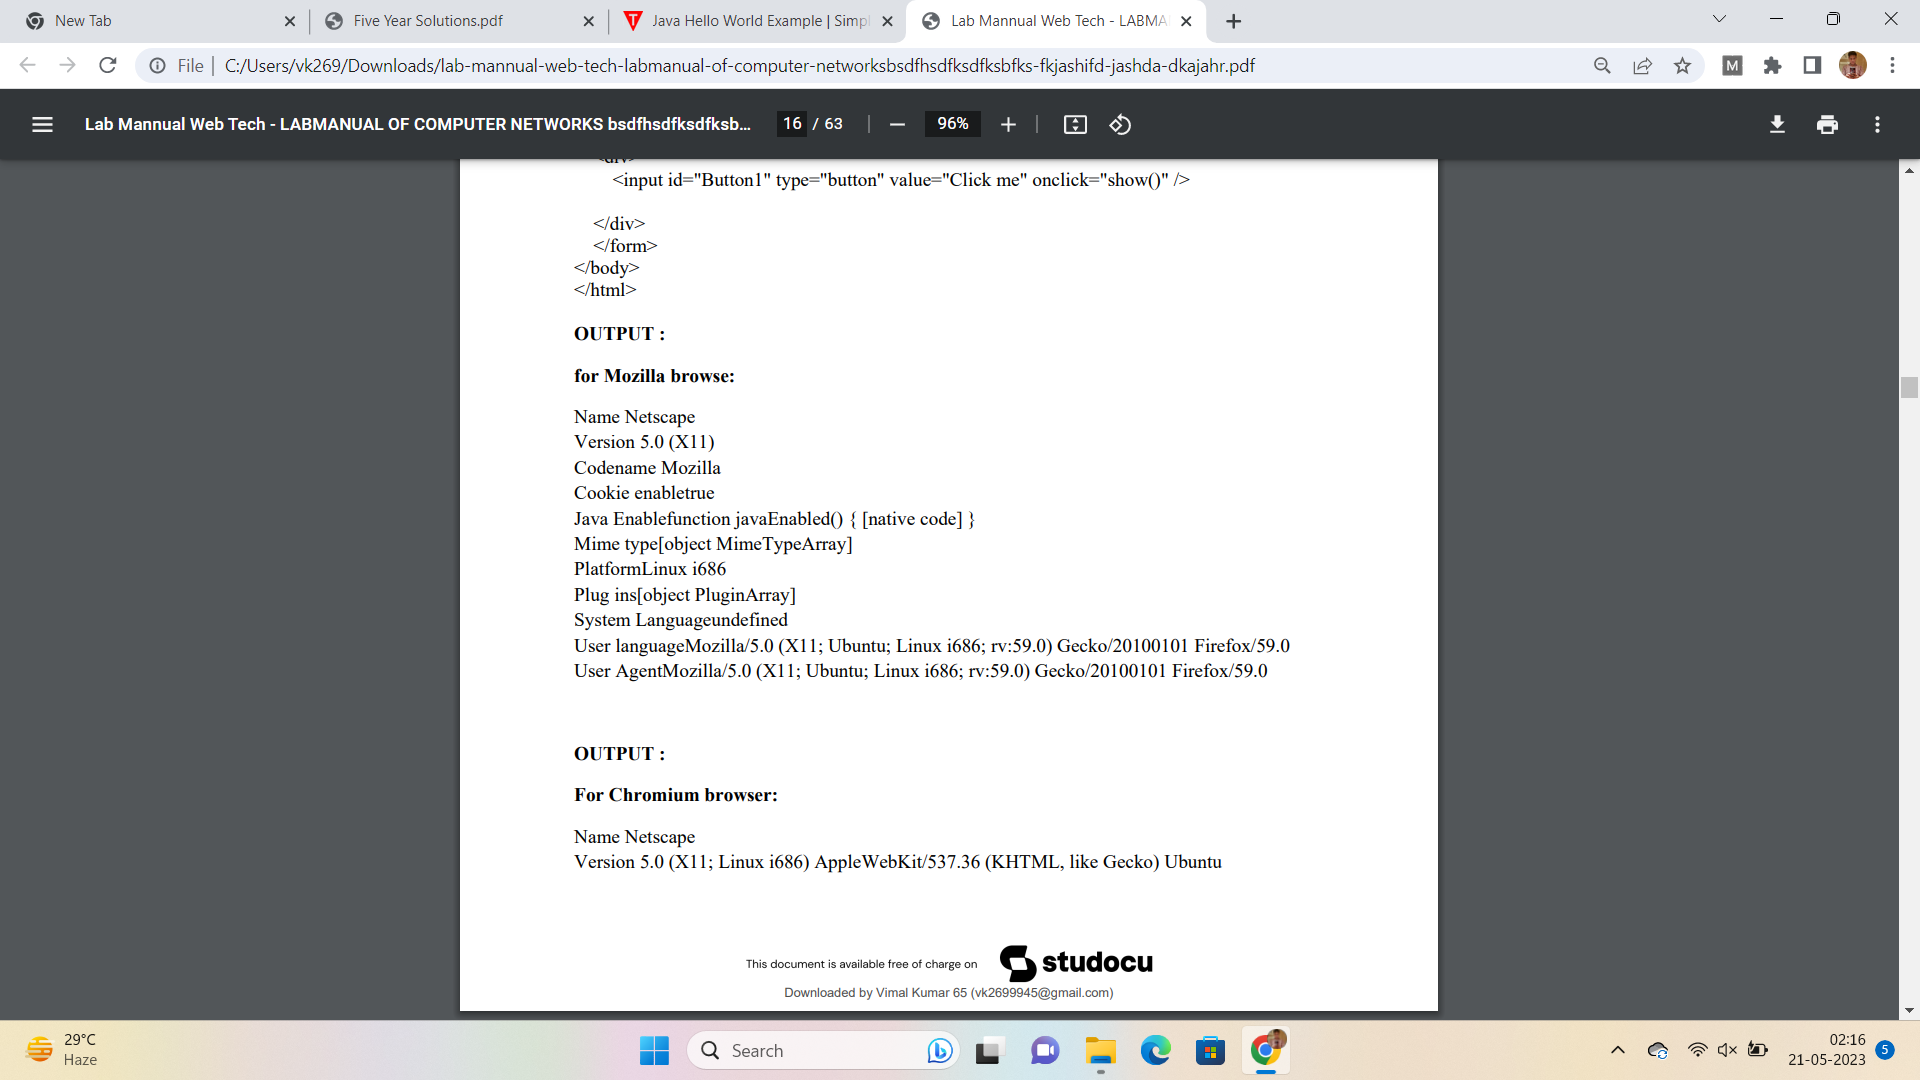 New Tab
Five Year Solutions.pdf
Java Hello World Example | Simpl
Lab Mannual Web Tech - LABMA
File
C:/Users/vk269/Downloads/lab-mannual-web-tech-labmanual-of-computer-networksbsdfhsdfksdfksbfks-fkjashifd-jashda-dkajahr.pdf
M
Lab Mannual Web Tech - LABMANUAL OF COMPUTER NETWORKS bsdfhsdfksdfksb...
16 / 63
96%
<div>
<input id="Button1" type="button" value="Click me" onclick="show()" />
</div>
</form>
</body>
</html>
OUTPUT :
for Mozilla browse:
Name Netscape
Version 5.0 (X11)
Codename Mozilla
Cookie enabletrue
Java Enablefunction javaEnabled() { [native code] }
Mime type[object MimeTypeArray]
PlatformLinux i686
Plug ins[object PluginArray]
System Languageundefined
User languageMozilla/5.0 (X11; Ubuntu; Linux i686; rv:59.0) Gecko/20100101 Firefox/59.0
User AgentMozilla/5.0 (X11; Ubuntu; Linux i686; rv:59.0) Gecko/20100101 Firefox/59.0
OUTPUT :
For Chromium browser:
Name Netscape
Version 5.0 (X11; Linux i686) AppleWebKit/537.36 (KHTML, like Gecko) Ubuntu
This document is available free of charge on
studocu
Downloaded by Vimal Kumar 65 (vk2699945@gmail.com)
29°C
Haze
Search
02:16
21-05-2023
5